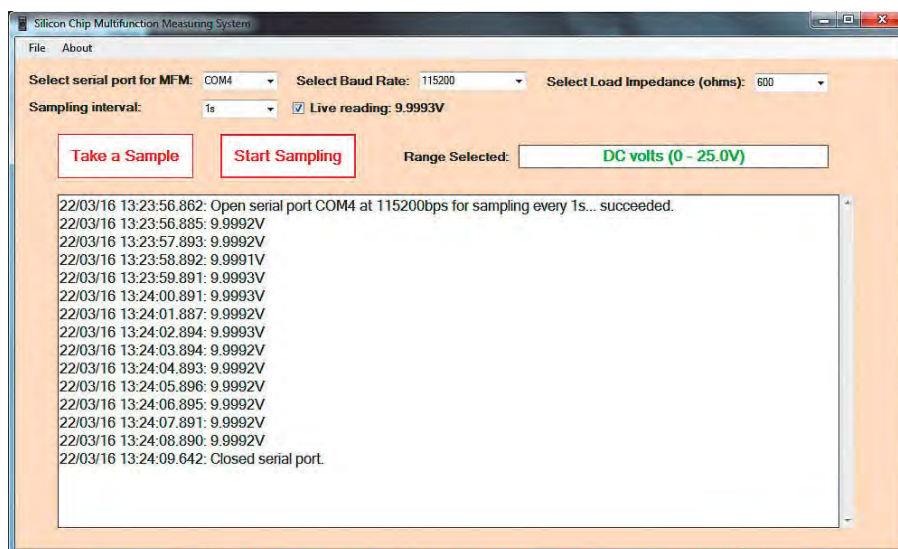 Silicon Chip Multifunction Measuring System
File About
Select serial port for MFM: COM4 Select Baud Rate: 115200 Select Load Impedance (ohms): 600
Sampling interval: 1s Live reading: 9.9993V
Take a Sample Start Sampling Range Selected: DC volts (0 - 25.0V)
22/03/16 13:23:56.862: Open serial port COM4 at 115200bps for sampling every 1s... succeeded.
22/03/16 13:23:56.885: 9.9992V
22/03/16 13:23:57.893: 9.9992V
22/03/16 13:23:58.892: 9.9991V
22/03/16 13:23:59.891: 9.9993V
22/03/16 13:24:00.891: 9.9993V
22/03/16 13:24:01.887: 9.9992V
22/03/16 13:24:02.894: 9.9993V
22/03/16 13:24:03.894: 9.9992V
22/03/16 13:24:04.893: 9.9992V
22/03/16 13:24:05.896: 9.9992V
22/03/16 13:24:06.895: 9.9992V
22/03/16 13:24:07.891: 9.9992V
22/03/16 13:24:08.890: 9.9992V
22/03/16 13:24:09.642: Closed serial port.